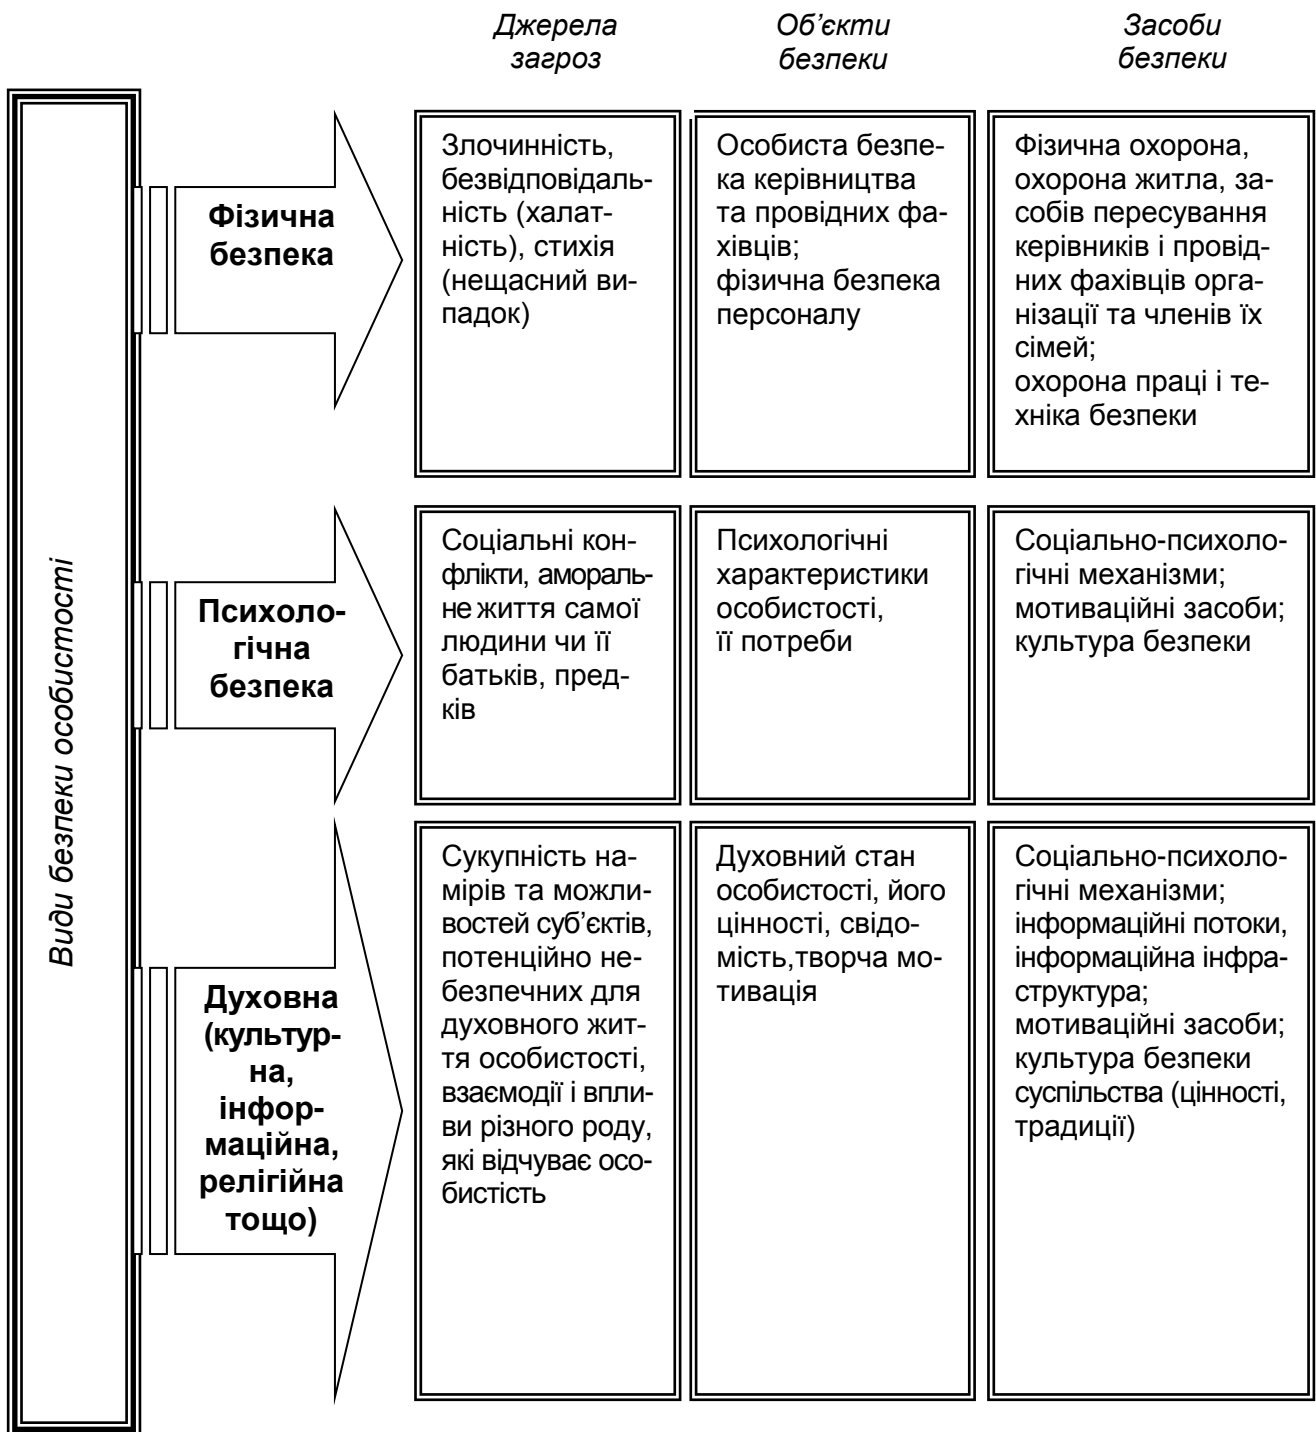 Джерела
загроз
Об’єкти
безпеки
Засоби
безпеки
Види безпеки особистості
Фізична
безпека
Злочинність,
безвідповідаль-
ність (халат-
ність), стихія
(нещасний ви-
падок)
Особиста безпе-
ка керівництва
та провідних фа-
хівців;
фізична безпека
персоналу
Фізична охорона,
охорона житла, за-
собів пересування
керівників і провід-
них фахівців орга-
нізації та членів їх
сімей;
охорона праці і те-
хніка безпеки
Психоло-
гічна
безпека
Соціальні кон-
флікти, амораль-
не життя самої
людини чи її
батьків, пред-
ків
Психологічні
характеристики
особистості,
її потреби
Соціально-психоло-
гічні механізми;
мотиваційні засоби;
культура безпеки
Духовна
(культур-
на,
інфор-
маційна,
релігійна
тощо)
Сукупність на-
мірів та можли-
востей суб’єктів,
потенційно не-
безпечних для
духовного жит-
тя особистості,
взаємодії і впли-
ви різного роду,
які відчуває осо-
бистість
Духовний стан
особистості, його
цінності, свідо-
мість,творча мо-
тивація
Соціально-психоло-
гічні механізми;
інформаційні потоки,
інформаційна інфра-
структура;
мотиваційні засоби;
культура безпеки
суспільства (цінності,
традиції)